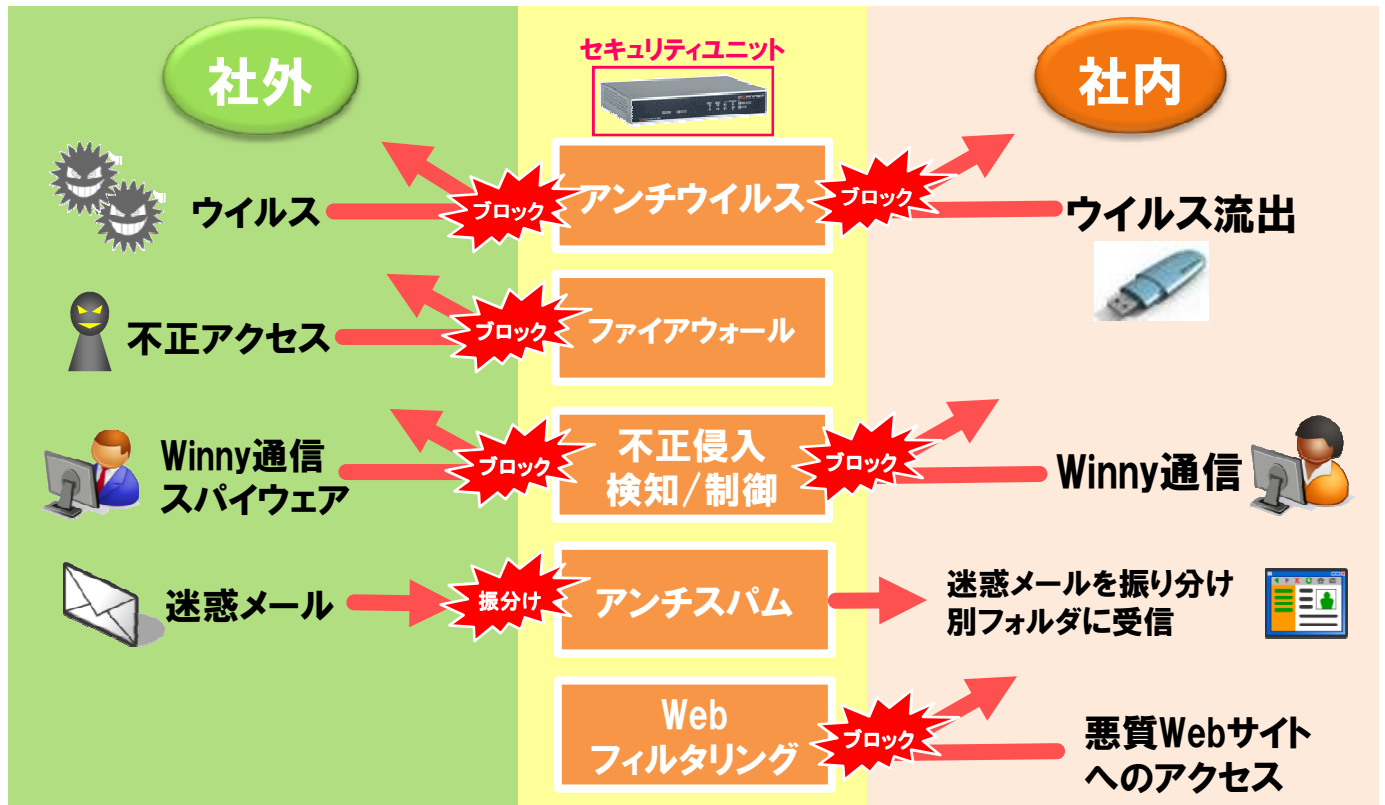 社外
セキュリティユニット
社内
ウイルス
ブロック
アンチウイルス
ブロック
ウイルス流出
不正アクセス
ブロック
ファイアウォール
Winny通信
スパイウェア
ブロック
不正侵入
検知/制御
ブロック
Winny通信
迷惑メール
振分け
アンチスパム
迷惑メールを振り分け
別フォルダに受信
Web
フィルタリング
ブロック
悪質Webサイト
へのアクセス